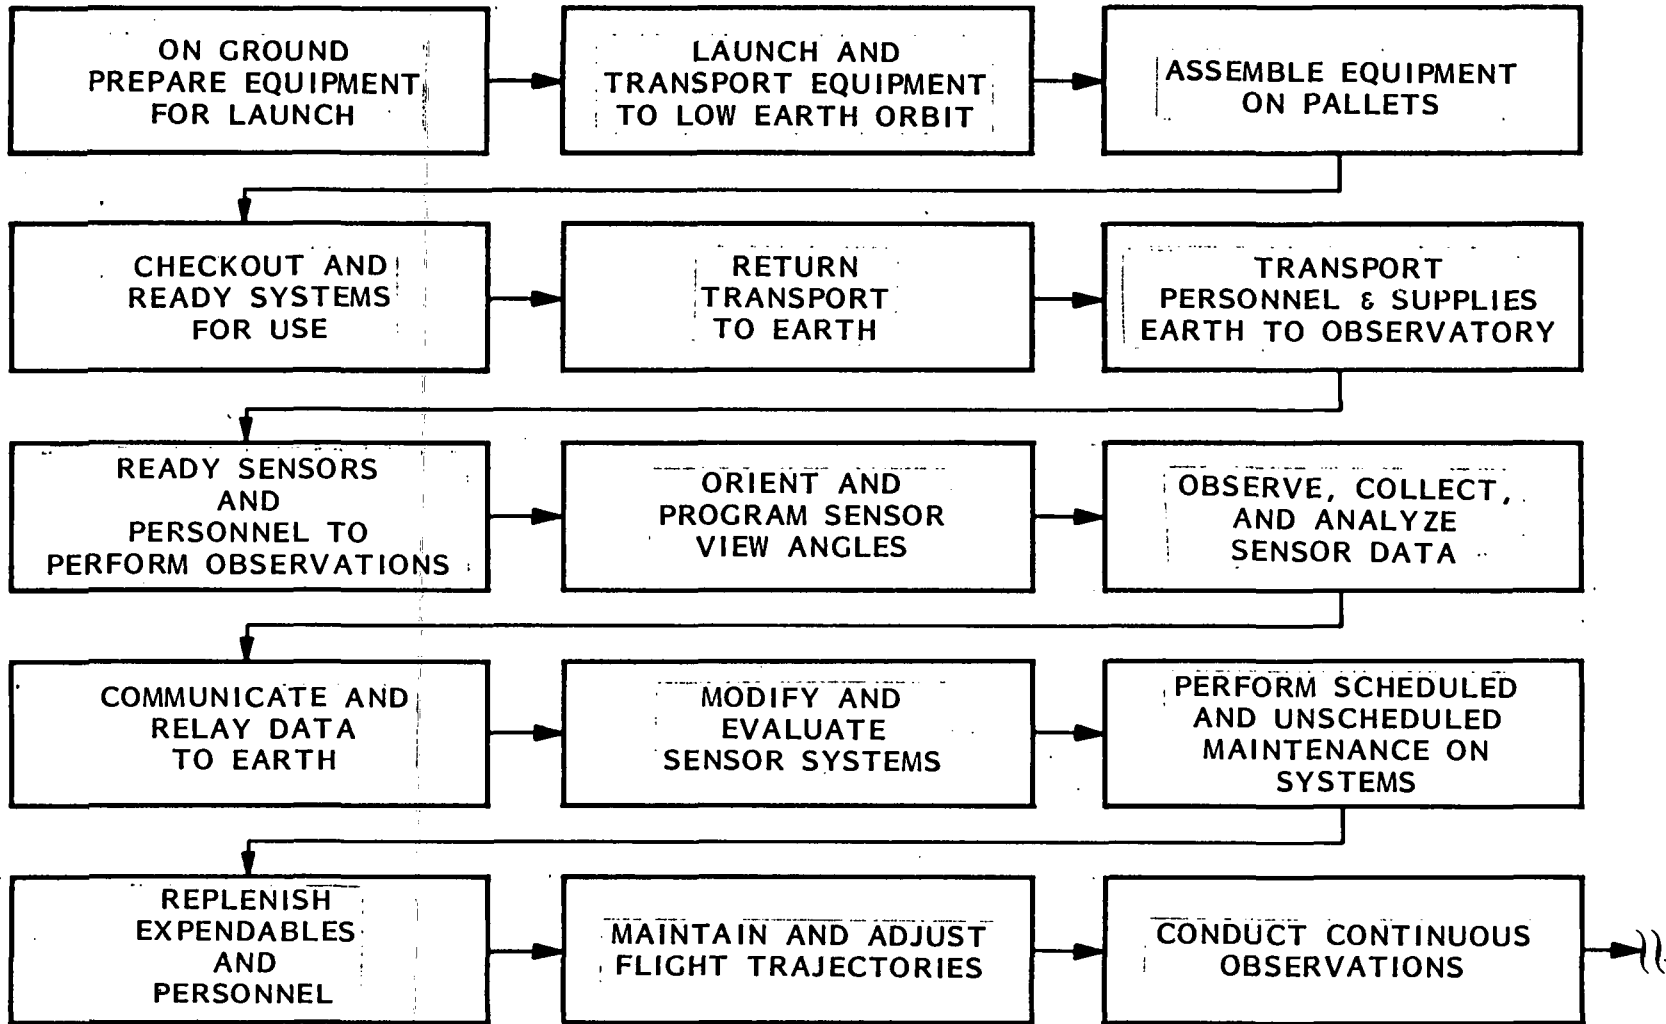 ON GROUND
PREPARE EQUIPMENT
FOR LAUNCH
LAUNCH AND
TRANSPORT EQUIPMENT
TO LOW EARTH ORBIT
ASSEMBLE EQUIPMENT
ON PALLETS
CHECKOUT AND
READY SYSTEMS
FOR USE
RETURN
TRANSPORT
TO EARTH
TRANSPORT
PERSONNEL & SUPPLIES
EARTH TO OBSERVATORY
READY SENSORS
AND
PERSONNEL TO
PERFORM OBSERVATIONS
ORIENT AND
PROGRAM SENSOR
VIEW ANGLES
OBSERVE, COLLECT,
AND ANALYZE
SENSOR DATA
COMMUNICATE AND
RELAY DATA
TO EARTH
MODIFY AND
EVALUATE
SENSOR SYSTEMS
PERFORM SCHEDULED
AND UNSCHEDULED
MAINTENANCE ON
SYSTEMS
REPLENISH
EXPENDABLES
AND
PERSONNEL
MAINTAIN AND ADJUST
FLIGHT TRAJECTORIES
CONDUCT CONTINUOUS
OBSERVATIONS